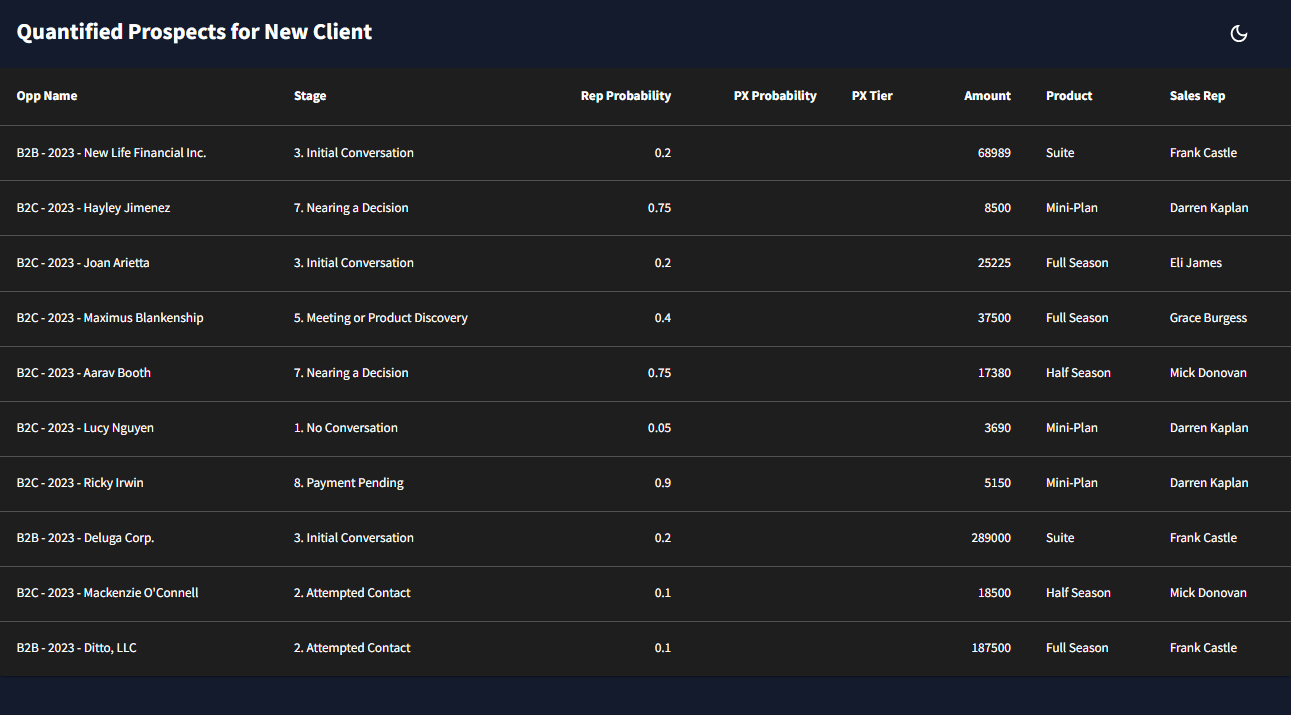 Quantified Prospects for New Client
Opp Name Stage Rep Probability PX Probability PX Tier Amount Product Sales Rep
B2B - 2023 - New Life Financial Inc. 3. Initial Conversation 0.2 68989 Suite Frank Castle
B2C - 2023 - Hayley Jimenez 7. Nearing a Decision 0.75 8500 Mini-Plan Darren Kaplan
B2C - 2023 - Joan Arietta 3. Initial Conversation 0.2 25225 Full Season Eli James
B2C - 2023 - Maximus Blankenship 5. Meeting or Product Discovery 0.4 37500 Full Season Grace Burgess
B2C - 2023 - Aarav Booth 7. Nearing a Decision 0.75 17380 Half Season Mick Donovan
B2C - 2023 - Lucy Nguyen 1. No Conversation 0.05 3690 Mini-Plan Darren Kaplan
B2C - 2023 - Ricky Irwin 8. Payment Pending 0.9 5150 Mini-Plan Darren Kaplan
B2B - 2023 - Deluga Corp. 3. Initial Conversation 0.2 289000 Suite Frank Castle
B2C - 2023 - Mackenzie O'Connell 2. Attempted Contact 0.1 18500 Half Season Mick Donovan
B2B - 2023 - Ditto, LLC 2. Attempted Contact 0.1 187500 Full Season Frank Castle